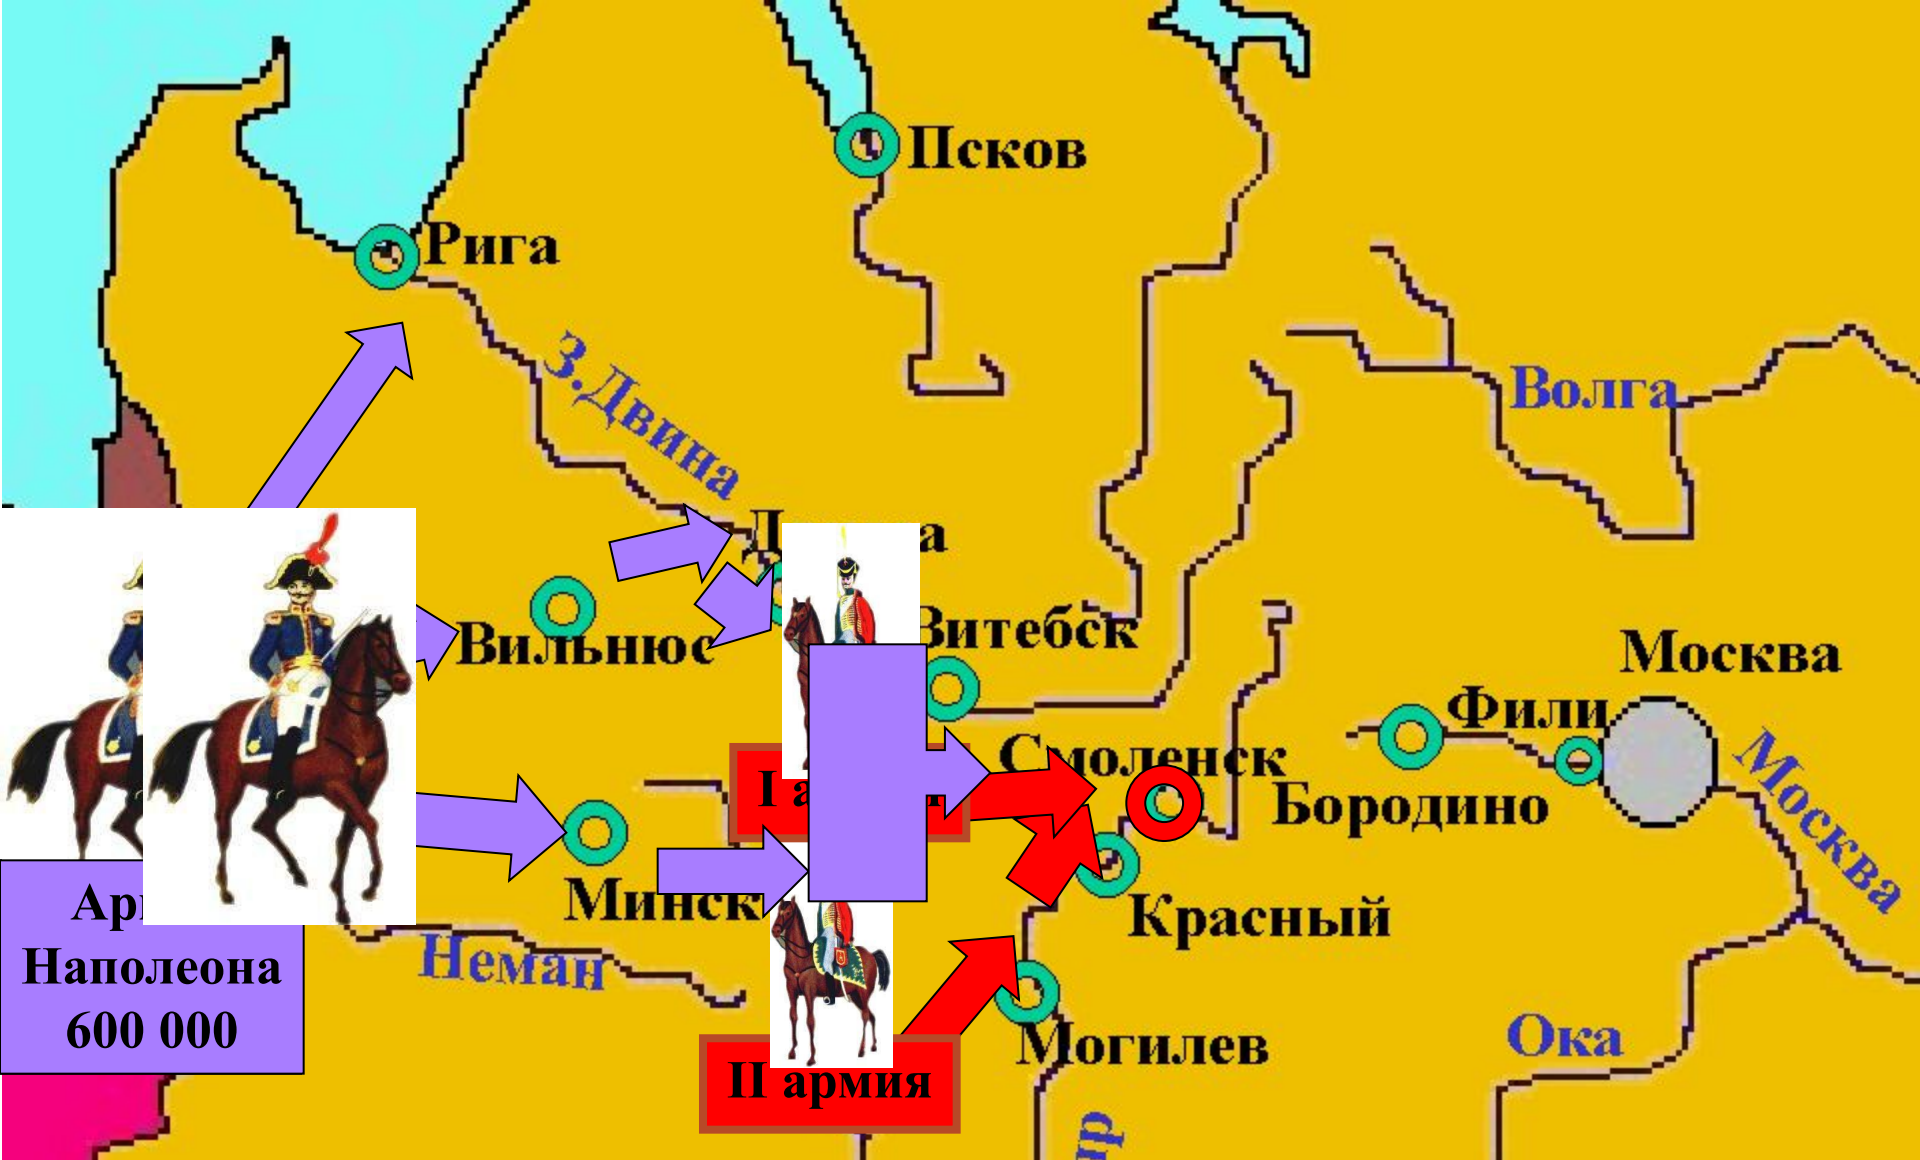 Псков
Рига
З.Двина
Волга
Витебск
Вильнюс
Москва
Фили
Смоленск
Москва
Бородино
I
Минск
Красный
Наполеона
600 000
Неман
Могилев
Ока
II армия